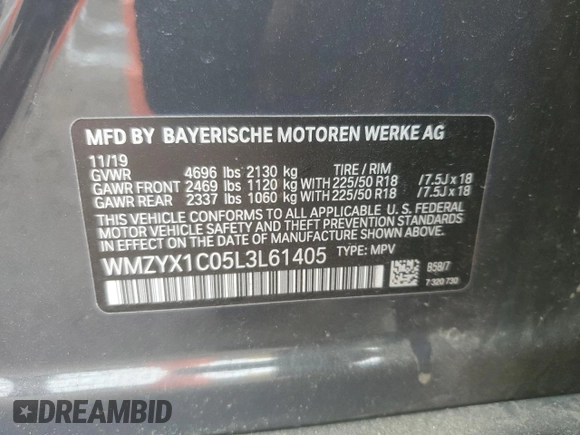 MFD BY BAYERISCHE MOTOREN WERKE AG
11/19
GVWR 4696 lbs 2130 kg TIRE / RIM
GAWR FRONT 2469 lbs 1120 kg WITH 225/50 R18 /7.5J x 18
GAWR REAR 2337 lbs 1060 kg WITH 225/50 R18 /7.5J x 18
THIS VEHICLE CONFORMS TO ALL APPLICABLE U. S. FEDERAL
MOTOR VEHICLE SAFETY AND THEFT PREVENTION STANDARDS
IN EFFECT ON THE DATE OF MANUFACTURE SHOWN ABOVE.
WMZYX1C05L3L61405 TYPE: MPV
B58/7
7 320 730
DREAMBID